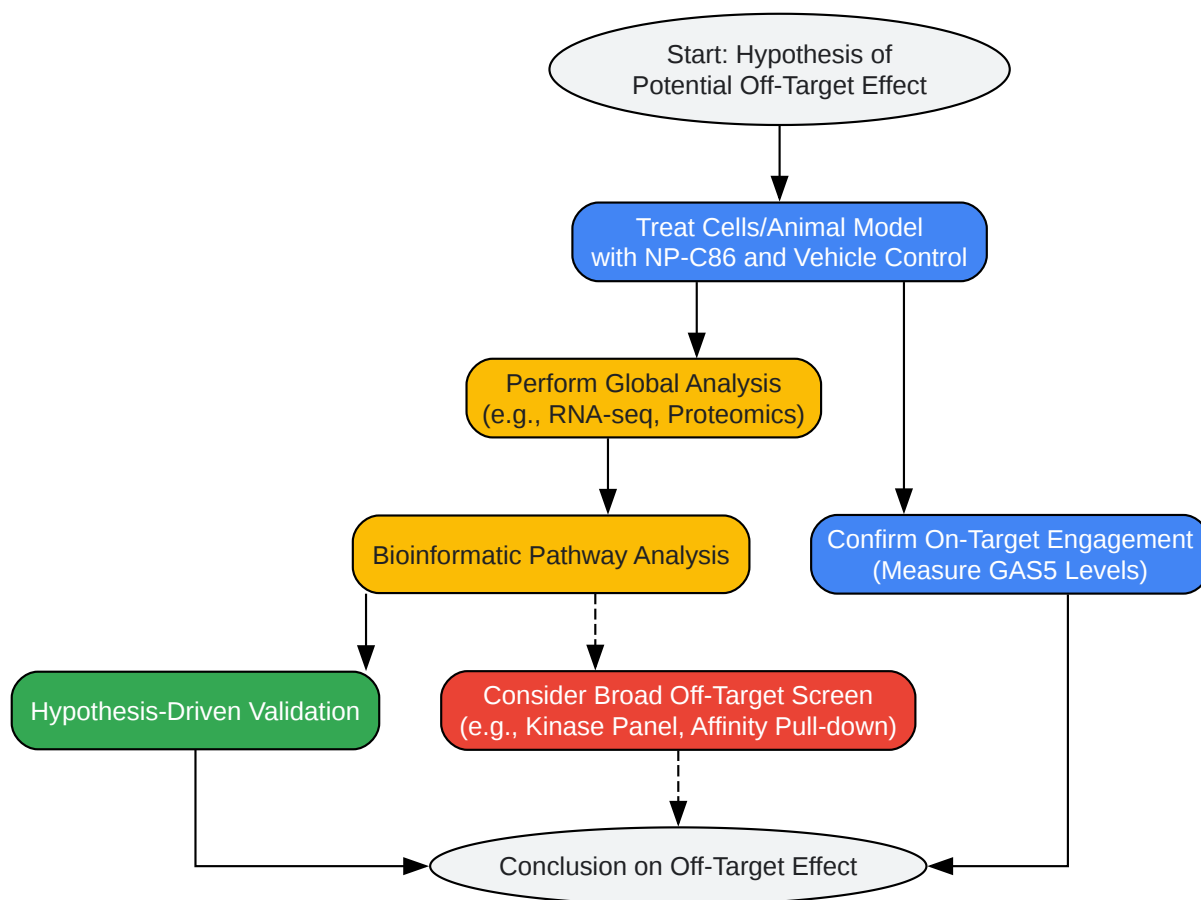 Start: Hypothesis of
Potential Off-Target Effect
Treat Cells/Animal Model
with NP-C86 and Vehicle Control
Perform Global Analysis
(e.g., RNA-seq, Proteomics)
Bioinformatic Pathway Analysis
Confirm On-Target Engagement
(Measure GAS5 Levels)
Hypothesis-Driven Validation
Consider Broad Off-Target Screen
(e.g., Kinase Panel, Affinity Pull-down)
Conclusion on Off-Target Effect